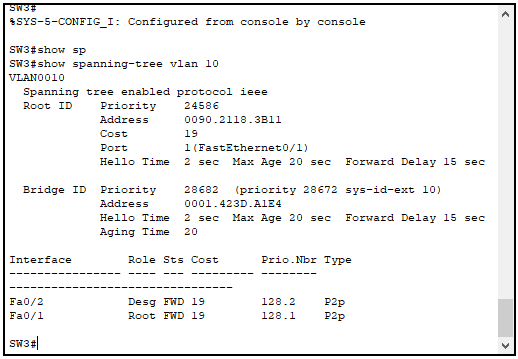 SW3#
%SYS-5-CONFIG_I: Configured from console by console
SW3#show sp
SW3#show spanning-tree vlan 10
VLAN0010
  Spanning tree enabled protocol ieee
  Root ID    Priority    24586
             Address     0090.2118.3B11
             Cost        19
             Port        1(FastEthernet0/1)
             Hello Time  2 sec  Max Age 20 sec  Forward Delay 15 sec
  Bridge ID  Priority    28682  (priority 28672 sys-id-ext 10)
             Address     0001.423D.A1E4
             Hello Time  2 sec  Max Age 20 sec  Forward Delay 15 sec
             Aging Time  20
Interface        Role Sts Cost      Prio.Nbr Type
---------------- ---- --- --------- -------- --------------------------------
Fa0/2            Desg FWD 19        128.2    P2p
Fa0/1            Root FWD 19        128.1    P2p
SW3#